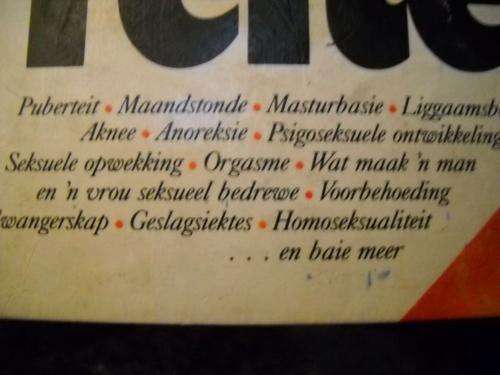 Puberteit • Maandstonde • Masturbasie • Liggaamsb
Aknee • Anoreksie • Psigoseksuele ontwikkeling
Seksuele opwekking • Orgasme • Wat maak 'n man
en 'n vrou seksueel bedrewe • Voorbehoeding
wangerskap • Geslagsiektes • Homoseksualiteit
. . . en baie meer